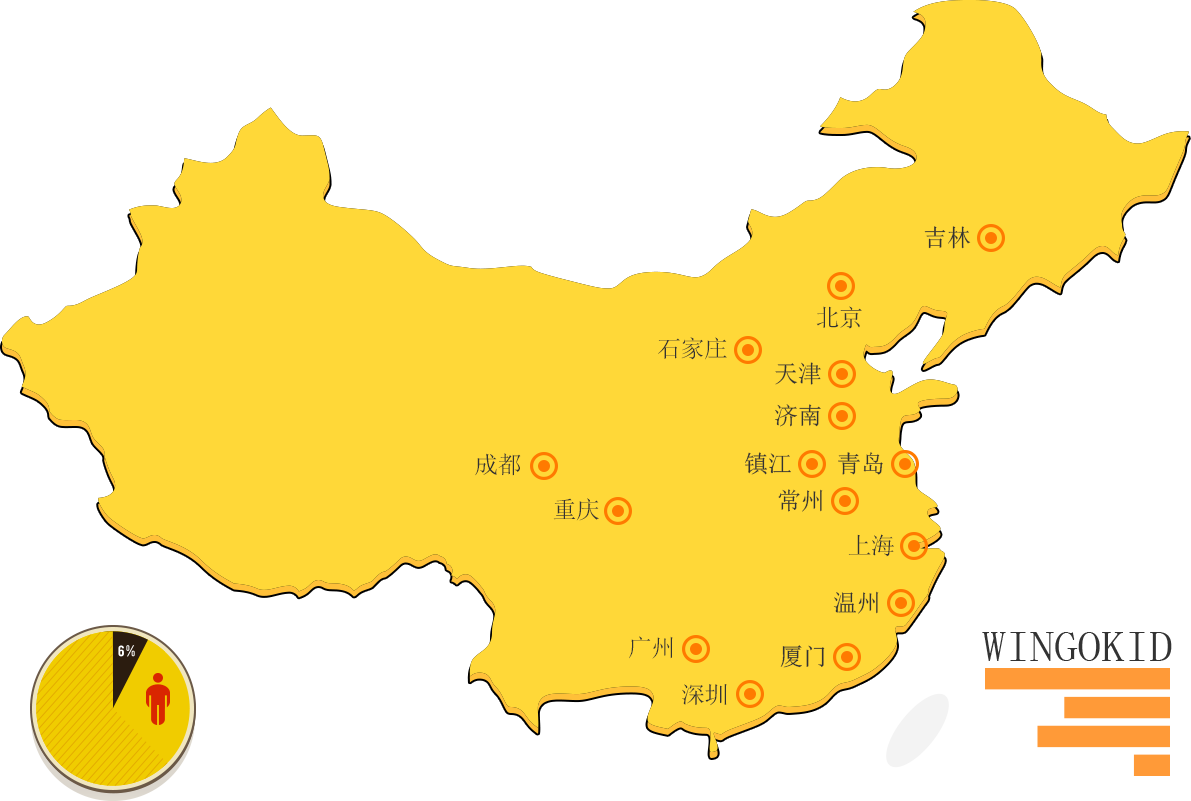 吉林
北京
石家庄
天津
济南
成都
镇江
青岛
重庆
常州
上海
温州
广州
厦门
深圳
6%
WINGOKID